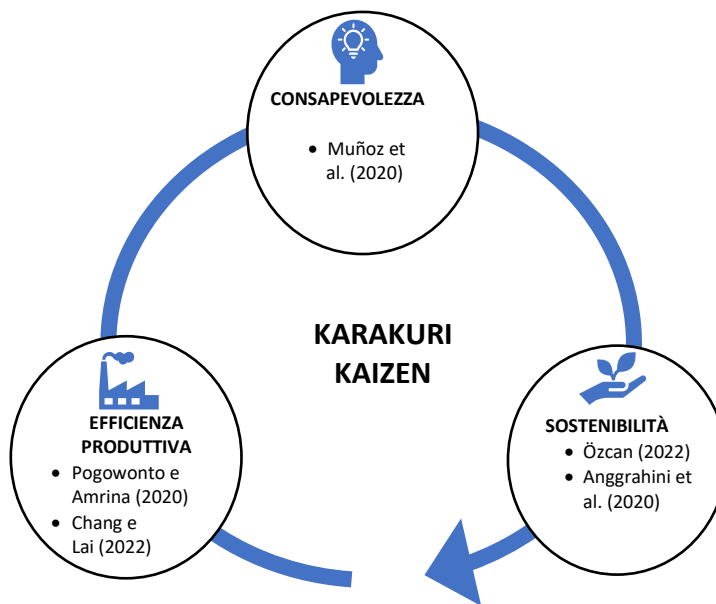 CONSAPEVOLEZZA
• Muñoz et
al. (2020)
KARAKURI
KAIZEN
EFFICIENZA
PRODUTTIVA
• Pogowonto e
Amrina (2020)
• Chang e
Lai (2022)
SOSTENIBILITÀ
• Özcan (2022)
• Anggrahini et
al. (2020)